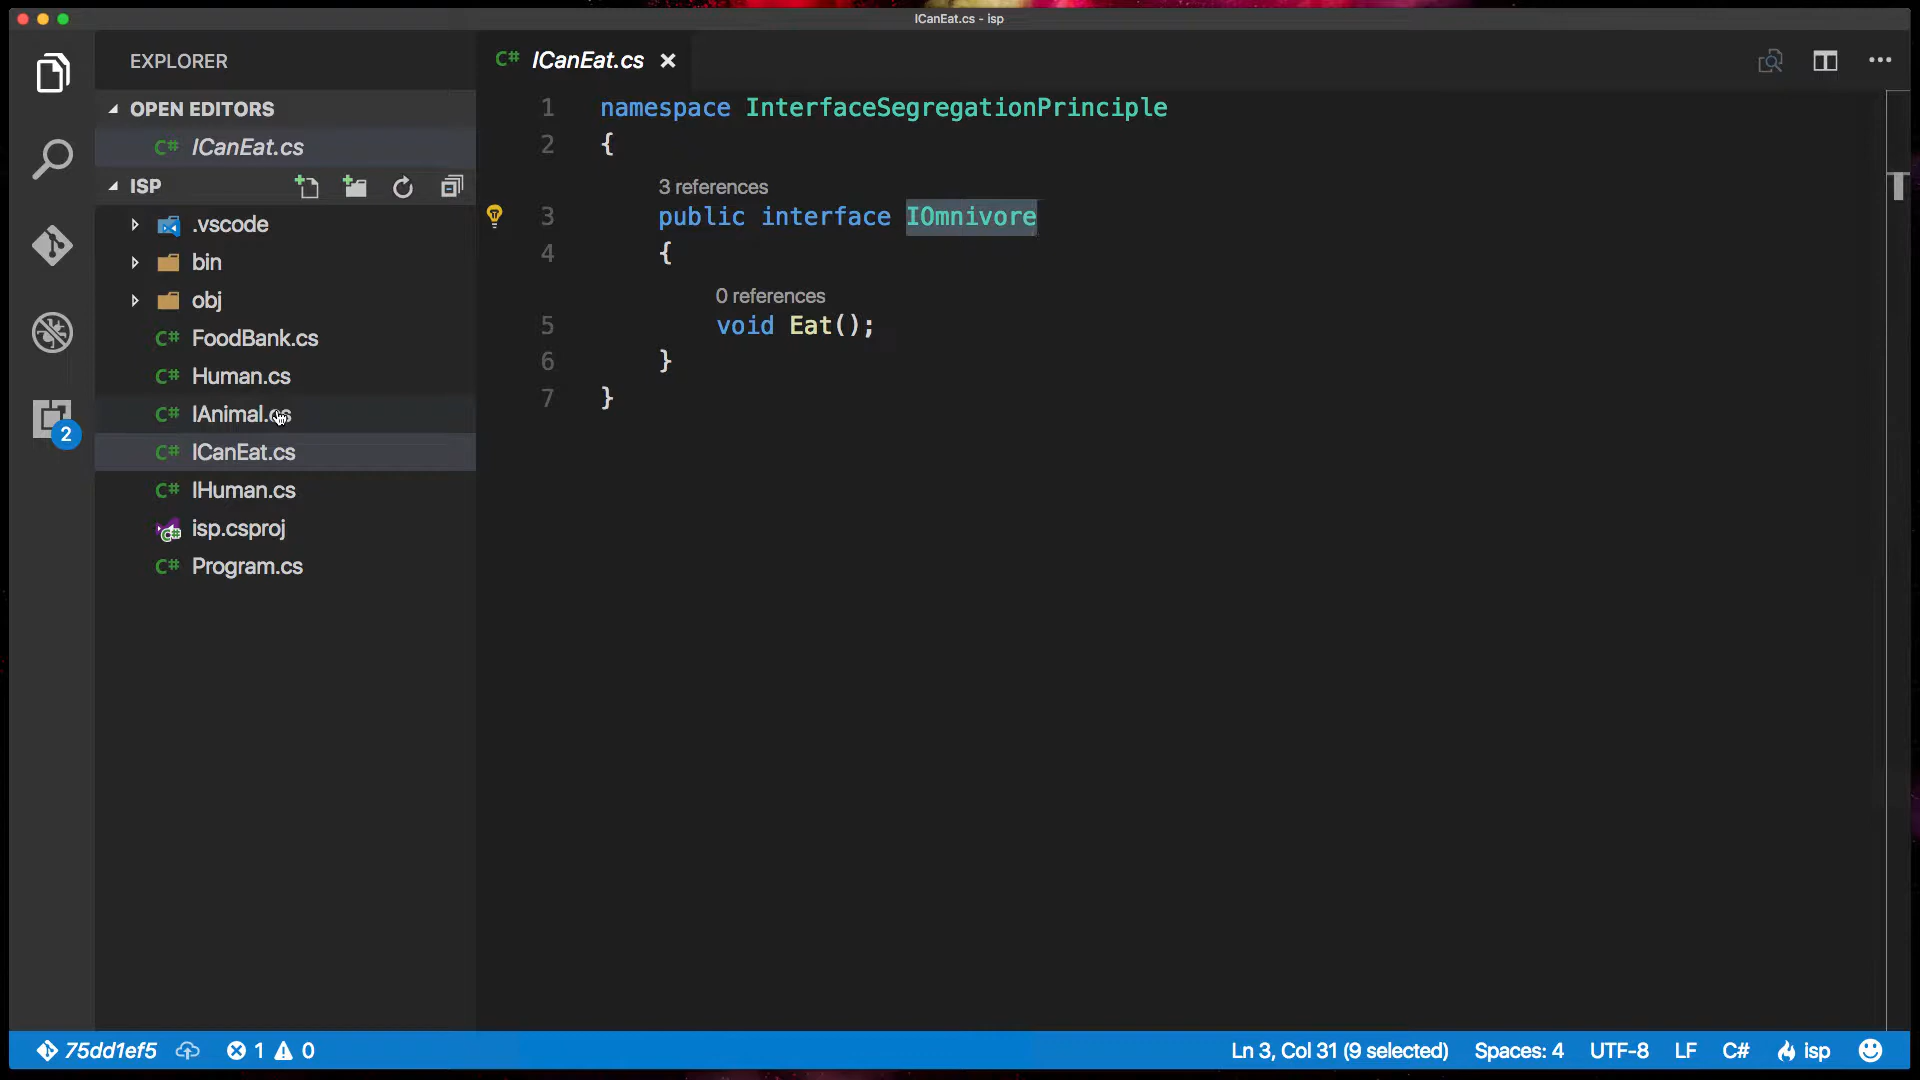 ICanEat.cs - isp
EXPLORER
OPEN EDITORS
C# ICanEat.cs
ISP
.vscode
bin
obj
C# FoodBank.cs
C# Human.cs
C# IAnimal.cs
C# ICanEat.cs
C# IHuman.cs
isp.csproj
C# Program.cs
2
C# ICanEat.cs
1 namespace InterfaceSegregationPrinciple
2 {
3 references
3 public interface IOmnivore
4 {
0 references
5 void Eat();
6 }
7 }
75dd1ef5 1 0 Ln 3, Col 31 (9 selected) Spaces: 4 UTF-8 LF C# isp